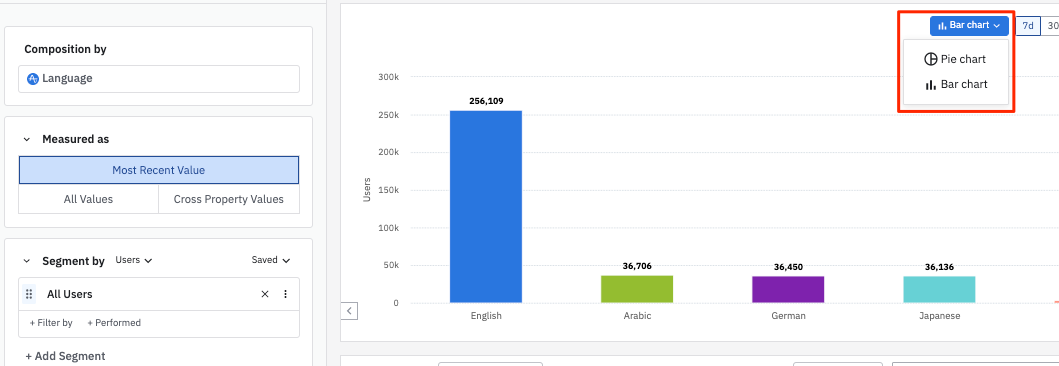 Composition by
Language
Measured as
Most Recent Value
All Values
Cross Property Values
Segment by
Users
Saved
All Users
+ Filter by
+ Performed
+ Add Segment
Bar chart
7d
30
Pie chart
Bar chart
Users
300k
250k
200k
150k
100k
50k
0
256,109
36,706
36,450
36,136
English
Arabic
German
Japanese